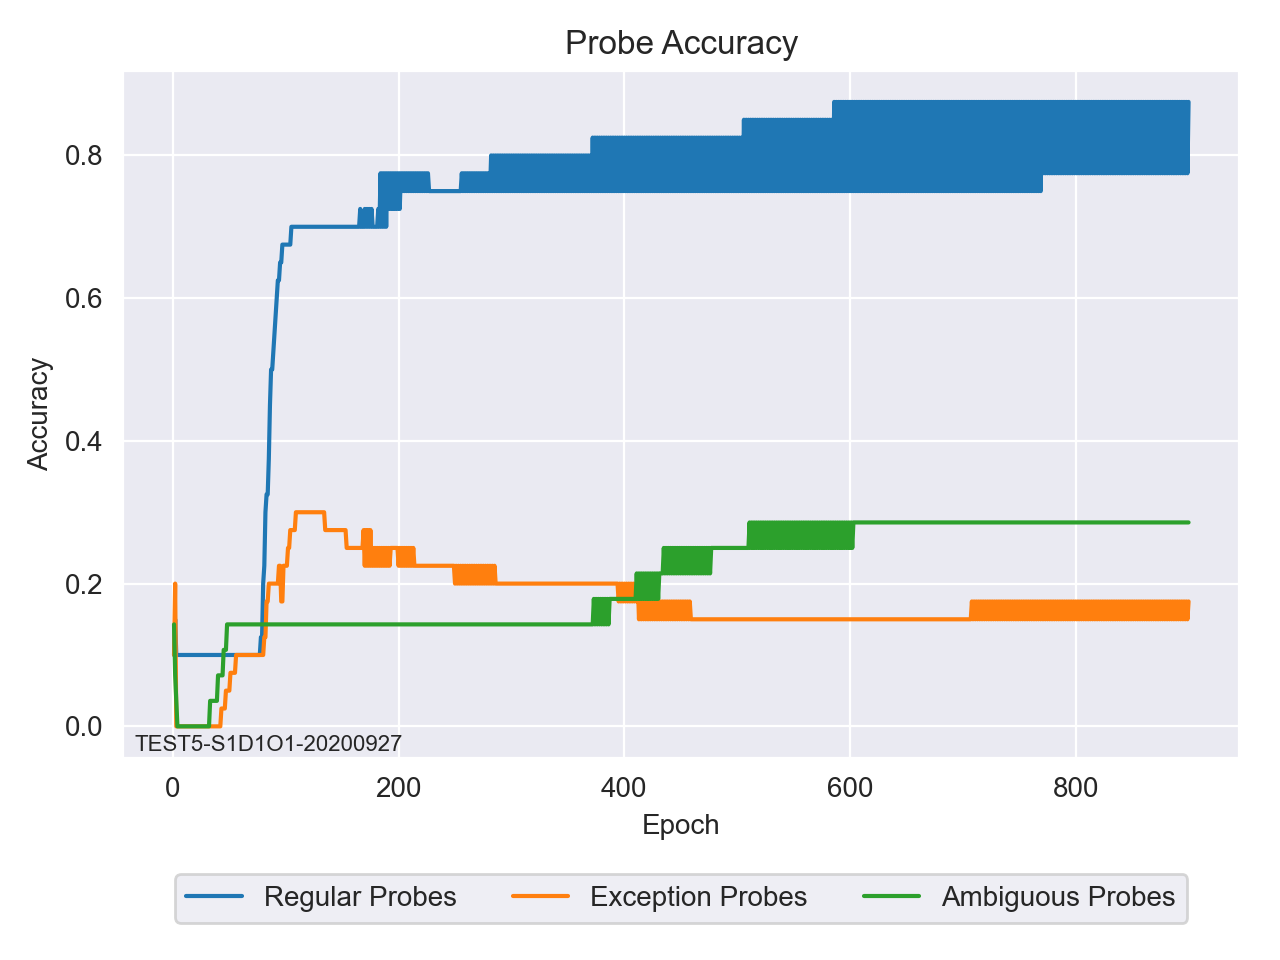 Probe Accuracy
Accuracy
0.8
0.6
0.4
0.2
0.0
TEST5-S1D1O1-20200927
0 200 400 600 800
Epoch
Regular Probes Exception Probes Ambiguous Probes